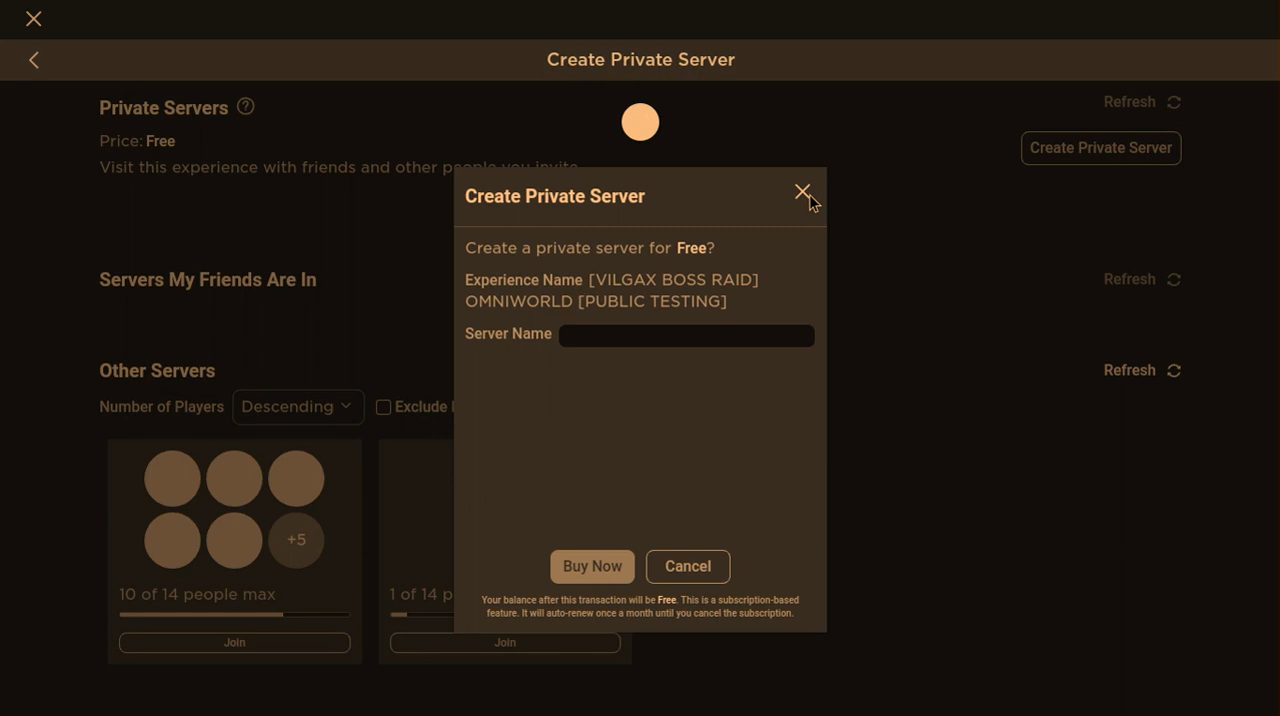 Create Private Server
Private Servers
Refresh
Price: Free
Create Private Server
Visit this experience with friends and other people you invite
Create Private Server
Create a private server for Free?
Experience Name [VILGAX BOSS RAID]
OMNIWORLD [PUBLIC TESTING]
Server Name
Servers My Friends Are In
Refresh
Other Servers
Refresh
Number of Players Descending Exclude
+5
10 of 14 people max
1 of 14 p
Join
Join
Buy Now
Cancel
Your balance after this transaction will be Free. This is a subscription-based
feature. It will auto-renew once a month until you cancel the subscription.